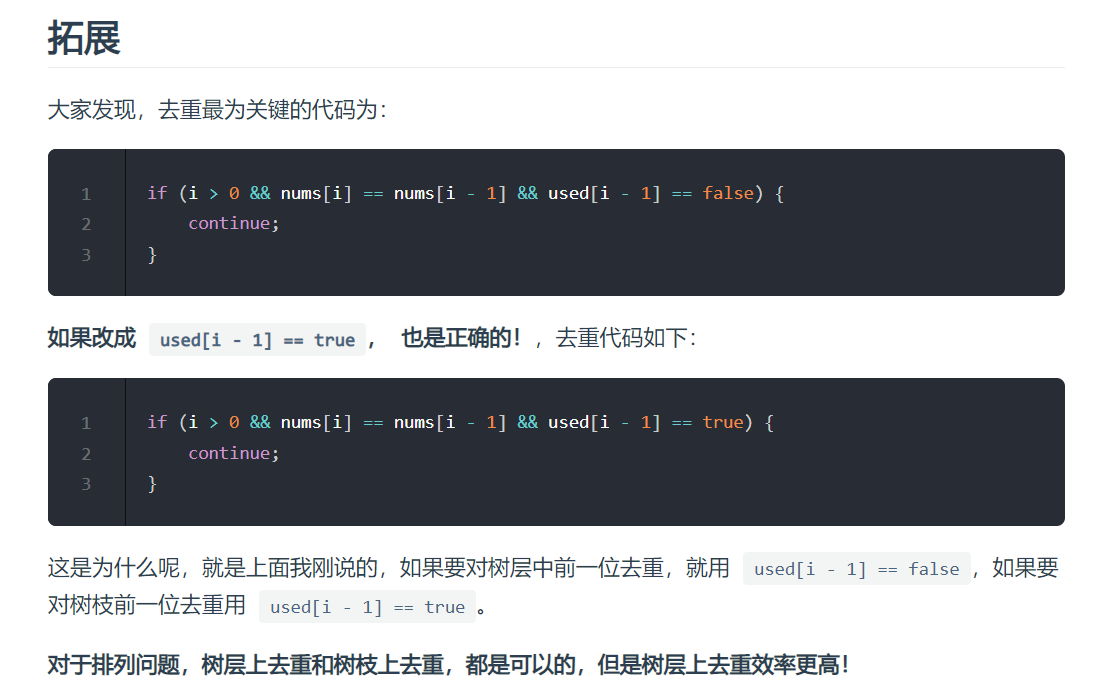 拓展
大家发现，去重最为关键的代码为：
1 if (i > 0 && nums[i] == nums[i - 1] && used[i - 1] == false) {
2     continue;
3 }
如果改成 used[i - 1] == true， 也是正确的！，去重代码如下：
1 if (i > 0 && nums[i] == nums[i - 1] && used[i - 1] == true) {
2     continue;
3 }
这是为什么呢，就是上面我刚说的，如果要对树层中前一位去重，就用 used[i - 1] == false，如果要
对树枝前一位去重用 used[i - 1] == true。
对于排列问题，树层上去重和树枝上去重，都是可以的，但是树层上去重效率更高！